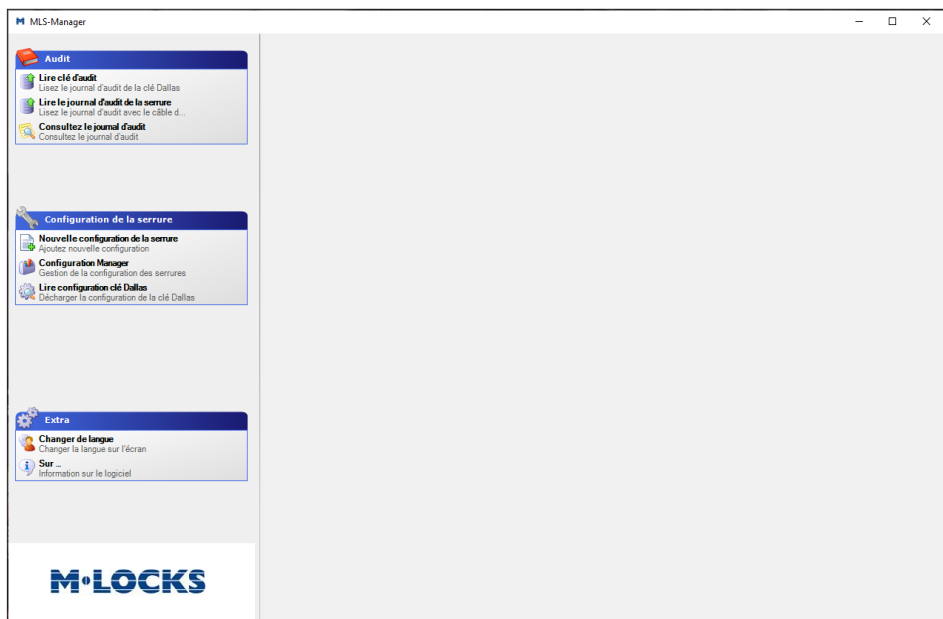 MLS-Manager
Audit
Lire clé d'audit
Lisez le journal d'audit de la clé Dallas
Lire le journal d'audit de la serrure
Lisez le journal d'audit avec le câble d...
Consultez le journal d'audit
Consultez le journal d'audit
Configuration de la serrure
Nouvelle configuration de la serrure
Ajoutez nouvelle configuration
Configuration Manager
Gestion de la configuration des serrures
Lire configuration clé Dallas
Décharger la configuration de la clé Dallas
Extra
Changer de langue
Changer la langue sur l'écran
Sur ...
Information sur le logiciel
M•LOCKS